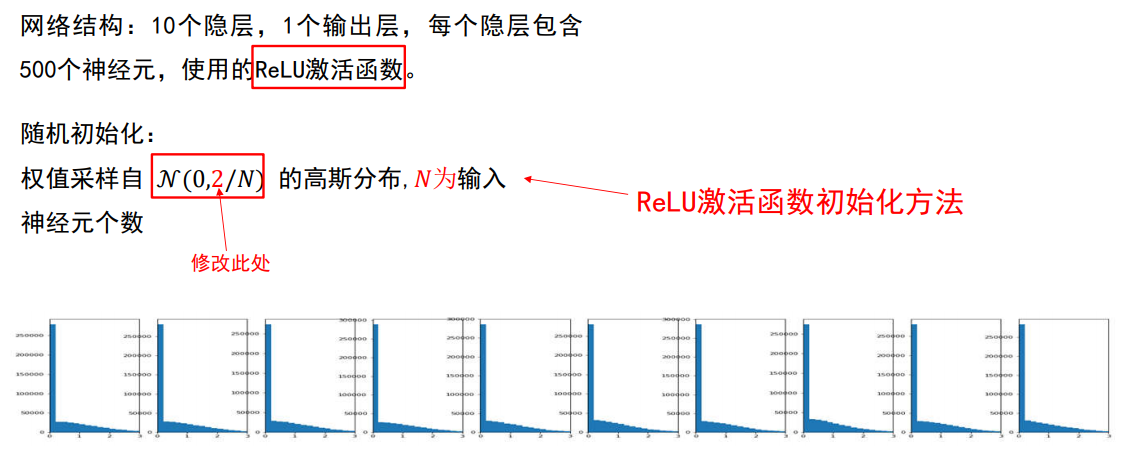 网络结构：10个隐层，1个输出层，每个隐层包含
500个神经元，使用的ReLU激活函数。
随机初始化：
权值采样自 𝒩(0,2/N) 的高斯分布,N为输入
神经元个数
ReLU激活函数初始化方法
修改此处
250000 200000 150000 100000 50000 0
250000 200000 150000 100000 50000 0
250000 200000 150000 100000 50000 0
300000 250000 200000 150000 100000 50000 0
300000 250000 200000 150000 100000 50000 0
300000 250000 200000 150000 100000 50000 0
250000 200000 150000 100000 50000 0
250000 200000 150000 100000 50000 0
250000 200000 150000 100000 50000 0
0 1 2 3 0 1 2 3 0 1 2 3 0 1 2 3 0 1 2 3 0 1 2 3 0 1 2 3 0 1 2 3 0 1 2 3 0 1 2 3